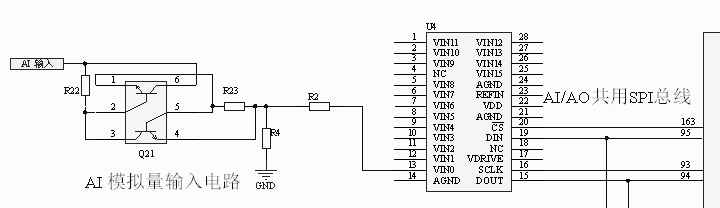 U4
AI 输入
R22
1
6
2
5
3
4
Q21
R23
R4
GND
R2
AI 模拟量输入电路
1 VIN11 VIN12 28
2 VIN10 VIN13 27
3 VIN9 VIN14 26
4 NC VIN15 25
5 VIN8 AGND 24
6 VIN7 REFIN 23
7 VIN6 VDD 22
8 VIN5 AGND 21
9 VIN4 CS 20
10 VIN3 DIN 19
11 VIN2 NC 18
12 VIN1 VDRIVE 17
13 VIN0 SCLK 16
14 AGND DOUT 15
AI/AO共用SPI总线
163
95
93
94